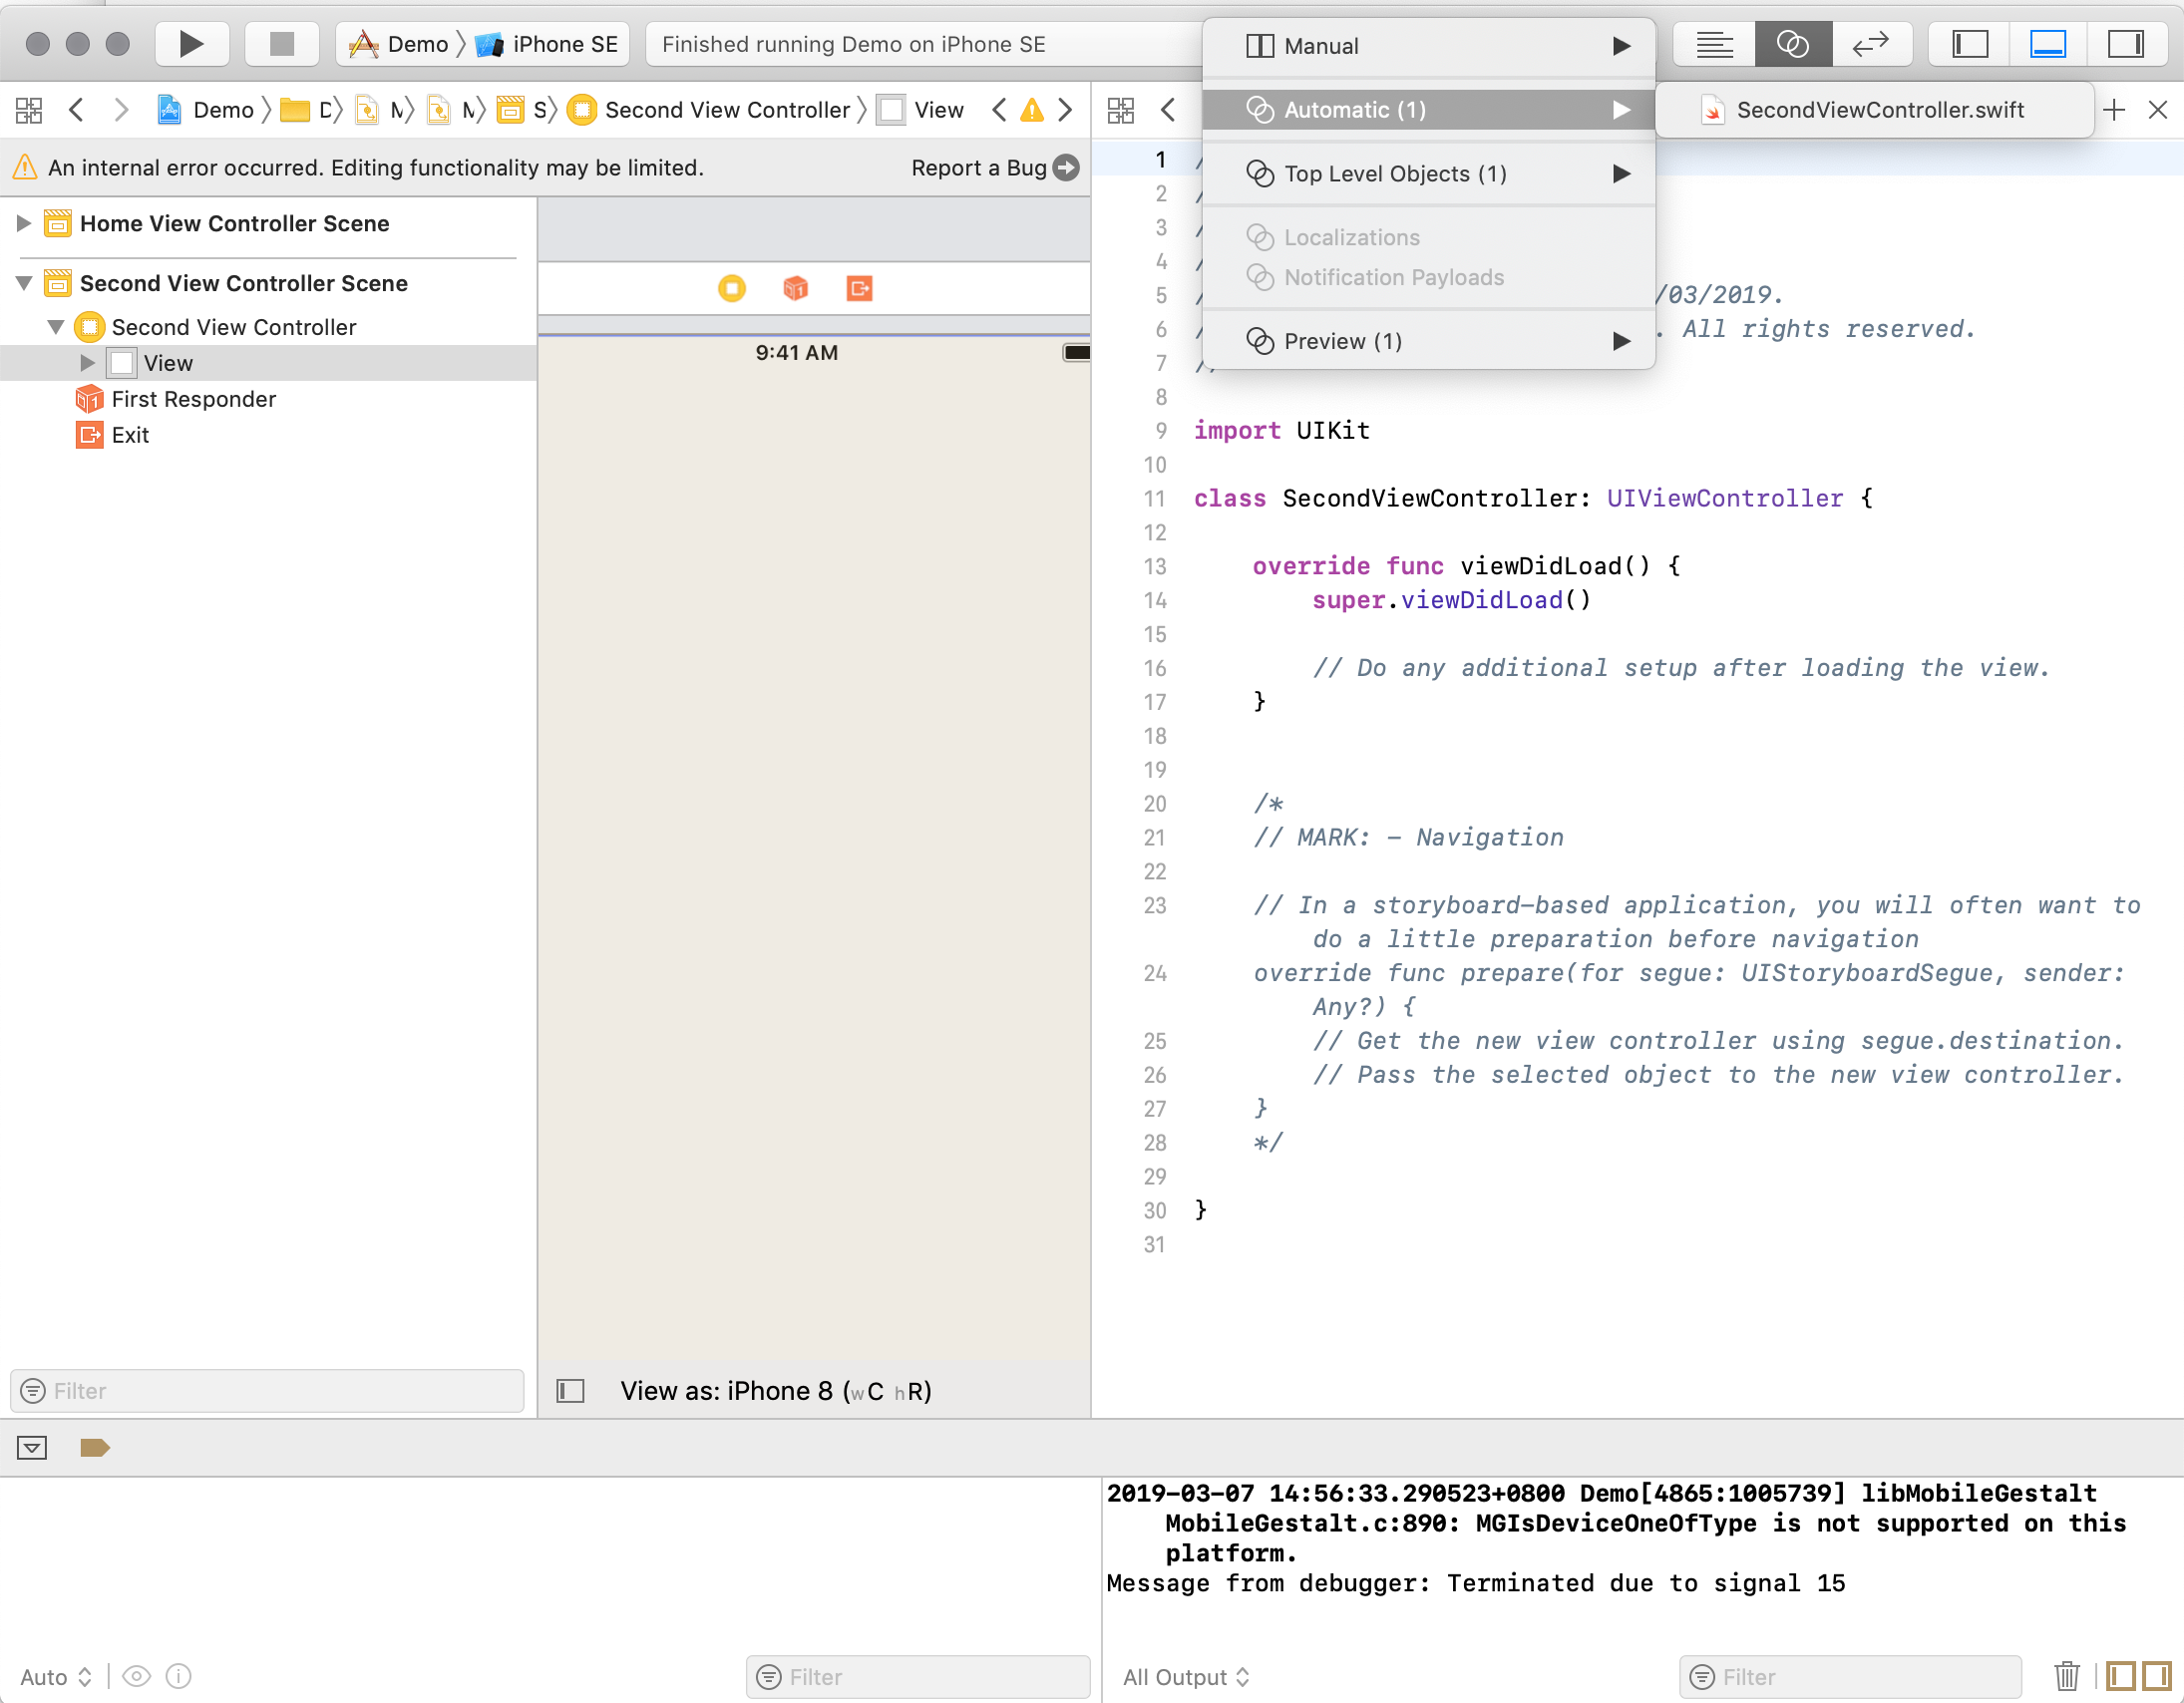 Demo iPhone SE
Finished running Demo on iPhone SE
Manual
Automatic (1)
SecondViewController.swift
Top Level Objects (1)
Localizations
Notification Payloads
Preview (1)
Demo D M M S Second View Controller View
An internal error occurred. Editing functionality may be limited.
Report a Bug
Home View Controller Scene
Second View Controller Scene
Second View Controller
View
First Responder
Exit
Filter
9:41 AM
View as: iPhone 8 (wC hR)
1 /
2 /
3 /
4 /
5 / /03/2019.
6 / . All rights reserved.
7 //
8
9 import UIKit
10
11 class SecondViewController: UIViewController {
12
13 override func viewDidLoad() {
14 super.viewDidLoad()
15
16 // Do any additional setup after loading the view.
17 }
18
19
20 /*
21 // MARK: - Navigation
22
23 // In a storyboard-based application, you will often want to
do a little preparation before navigation
24 override func prepare(for segue: UIStoryboardSegue, sender:
Any?) {
25 // Get the new view controller using segue.destination.
26 // Pass the selected object to the new view controller.
27 }
28 */
29
30 }
31
2019-03-07 14:56:33.290523+0800 Demo[4865:1005739] libMobileGestalt
MobileGestalt.c:890: MGIsDeviceOneOfType is not supported on this
platform.
Message from debugger: Terminated due to signal 15
Auto
Filter
All Output
Filter